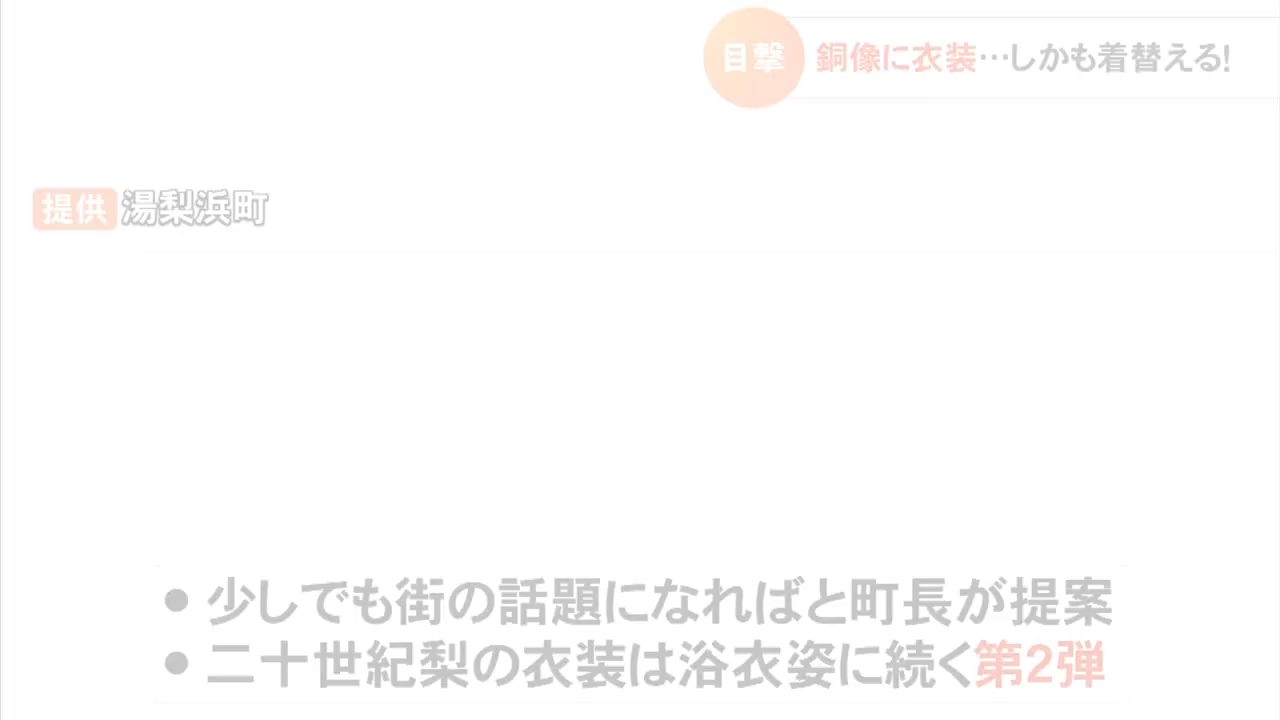 目撃 銅像に衣装…しかも着替える!
提供 湯梨浜町
● 少しでも街の話題になればと町長が提案
● 二十世紀梨の衣装は浴衣姿に続く第2弾